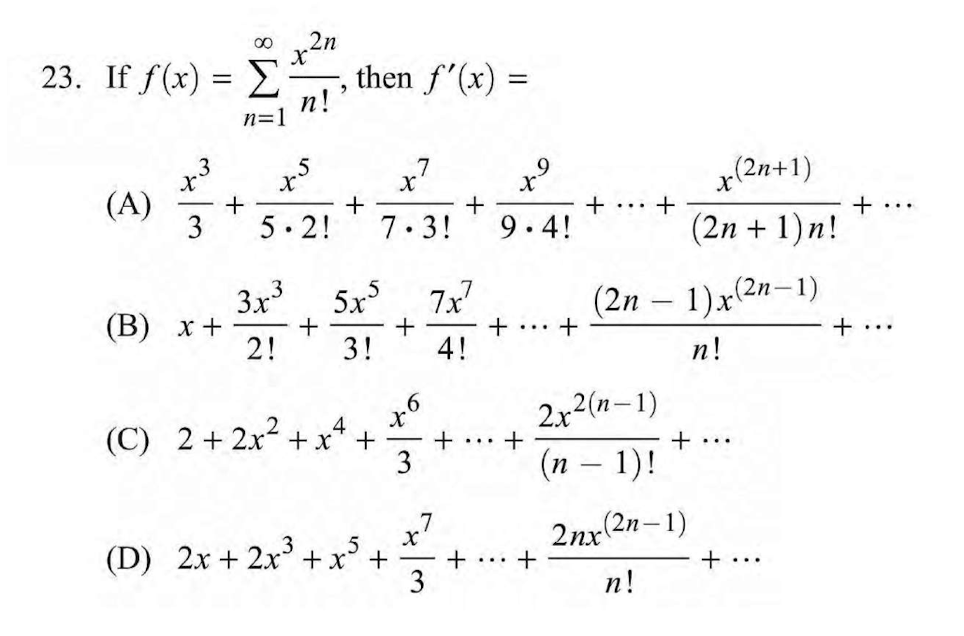 23. If f(x) = ∑_{n=1}^{∞} x^{2n}/n!, then f′(x) =
(A) x^3/3 + x^5/(5·2!) + x^7/(7·3!) + x^9/(9·4!) + ⋯ + x^{(2n+1)}/((2n + 1)n!) + ⋯
(B) x + 3x^3/2! + 5x^5/3! + 7x^7/4! + ⋯ + (2n − 1)x^{(2n−1)}/n! + ⋯
(C) 2 + 2x^2 + x^4 + x^6/3 + ⋯ + 2x^{2(n−1)}/(n − 1)! + ⋯
(D) 2x + 2x^3 + x^5 + x^7/3 + ⋯ + 2nx^{(2n−1)}/n! + ⋯